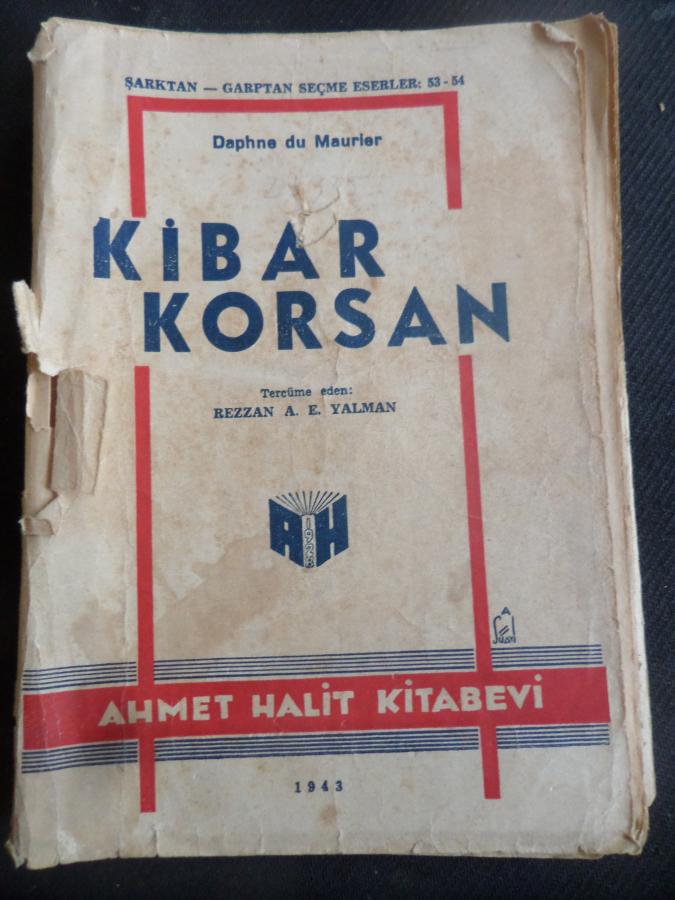 ŞARKTAN — GARPTAN SEÇME ESERLER: 53 - 54
Daphne du Maurier
KİBAR
KORSAN
Tercüme eden:
REZZAN A. E. YALMAN
AH
AHMET HALİT KİTABEVİ
1943